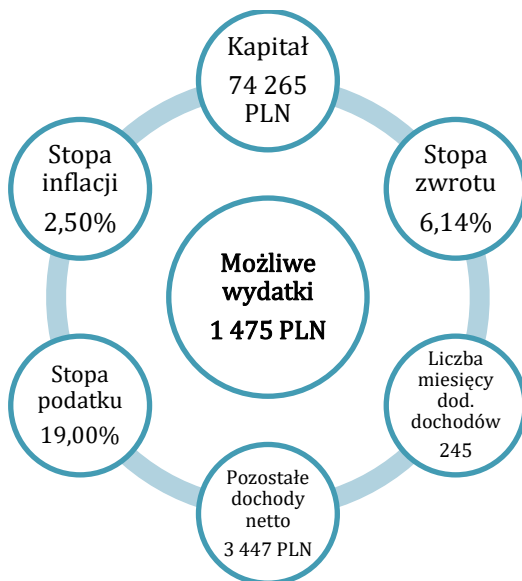 Kapitał
74 265
PLN
Stopa
zwrotu
6,14%
Liczba
miesięcy
dod.
dochodów
245
Pozostałe
dochody
netto
3 447 PLN
Stopa
podatku
19,00%
Stopa
inflacji
2,50%
Możliwe
wydatki
1 475 PLN